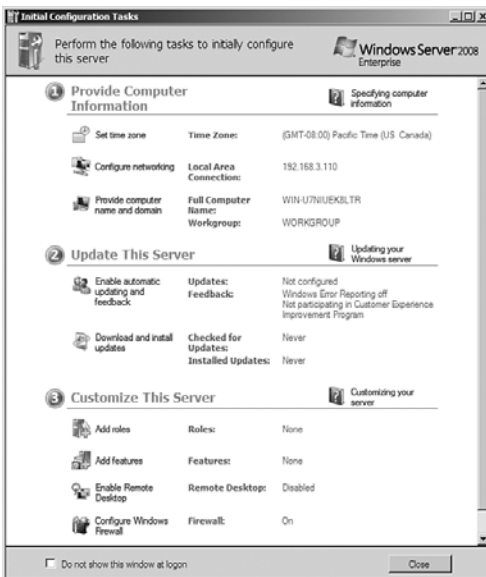 Initial Configuration Tasks
Perform the following tasks to initially configure
this server
Windows Server 2008
Enterprise
1 Provide Computer
Information
Specifying computer
information
Set time zone Time Zone: (GMT-08:00) Pacific Time (US Canada)
Configure networking Local Area
Connection: 192.168.3.110
Provide computer
name and domain Full Computer
Name: WIN-U7NIUEK8LTR
Workgroup: WORKGROUP
2 Update This Server
Updating your
Windows server
Enable automatic
updating and
feedback Updates: Not configured
Feedback: Windows Error Reporting off
Not participating in Customer Experience
Improvement Program
Download and install
updates Checked for
Updates: Never
Installed Updates: Never
3 Customize This Server
Customizing your
server
Add roles Roles: None
Add features Features: None
Enable Remote
Desktop Remote Desktop: Disabled
Configure Windows
Firewall Firewall: On
Do not show this window at logon
Close